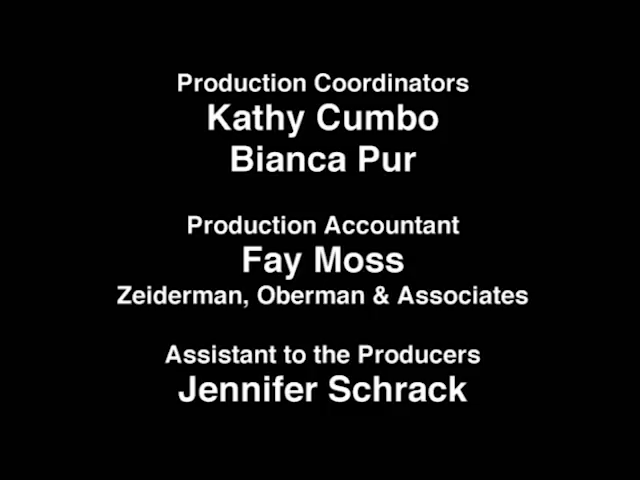 Production Coordinators
Kathy Cumbo
Bianca Pur
Production Accountant
Fay Moss
Zeiderman, Oberman & Associates
Assistant to the Producers
Jennifer Schrack